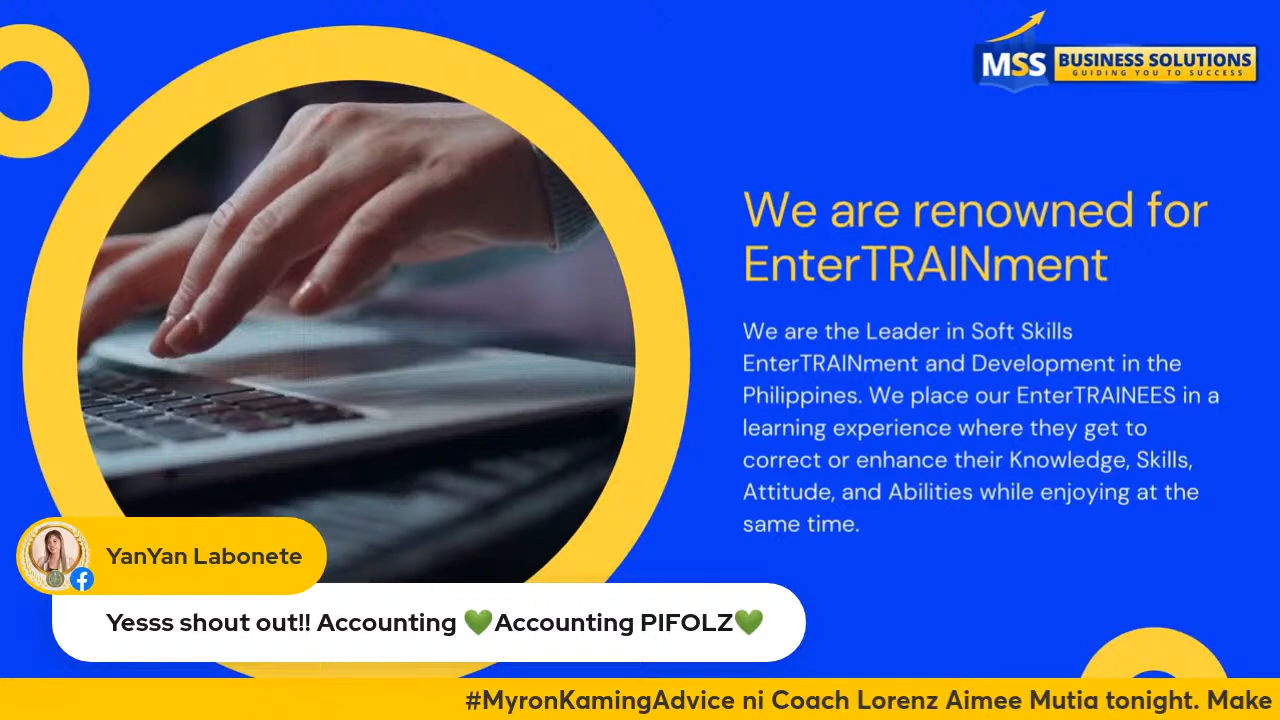 MSS BUSINESS SOLUTIONS
GUIDING YOU TO SUCCESS
We are renowned for
EnterTRAINment
We are the Leader in Soft Skills
EnterTRAINment and Development in the
Philippines. We place our EnterTRAINEES in a
learning experience where they get to
correct or enhance their Knowledge, Skills,
Attitude, and Abilities while enjoying at the
same time.
YanYan Labonete
Yesss shout out!! Accounting 💚Accounting PIFOLZ💚
#MyronKamingAdvice ni Coach Lorenz Aimee Mutia tonight. Make